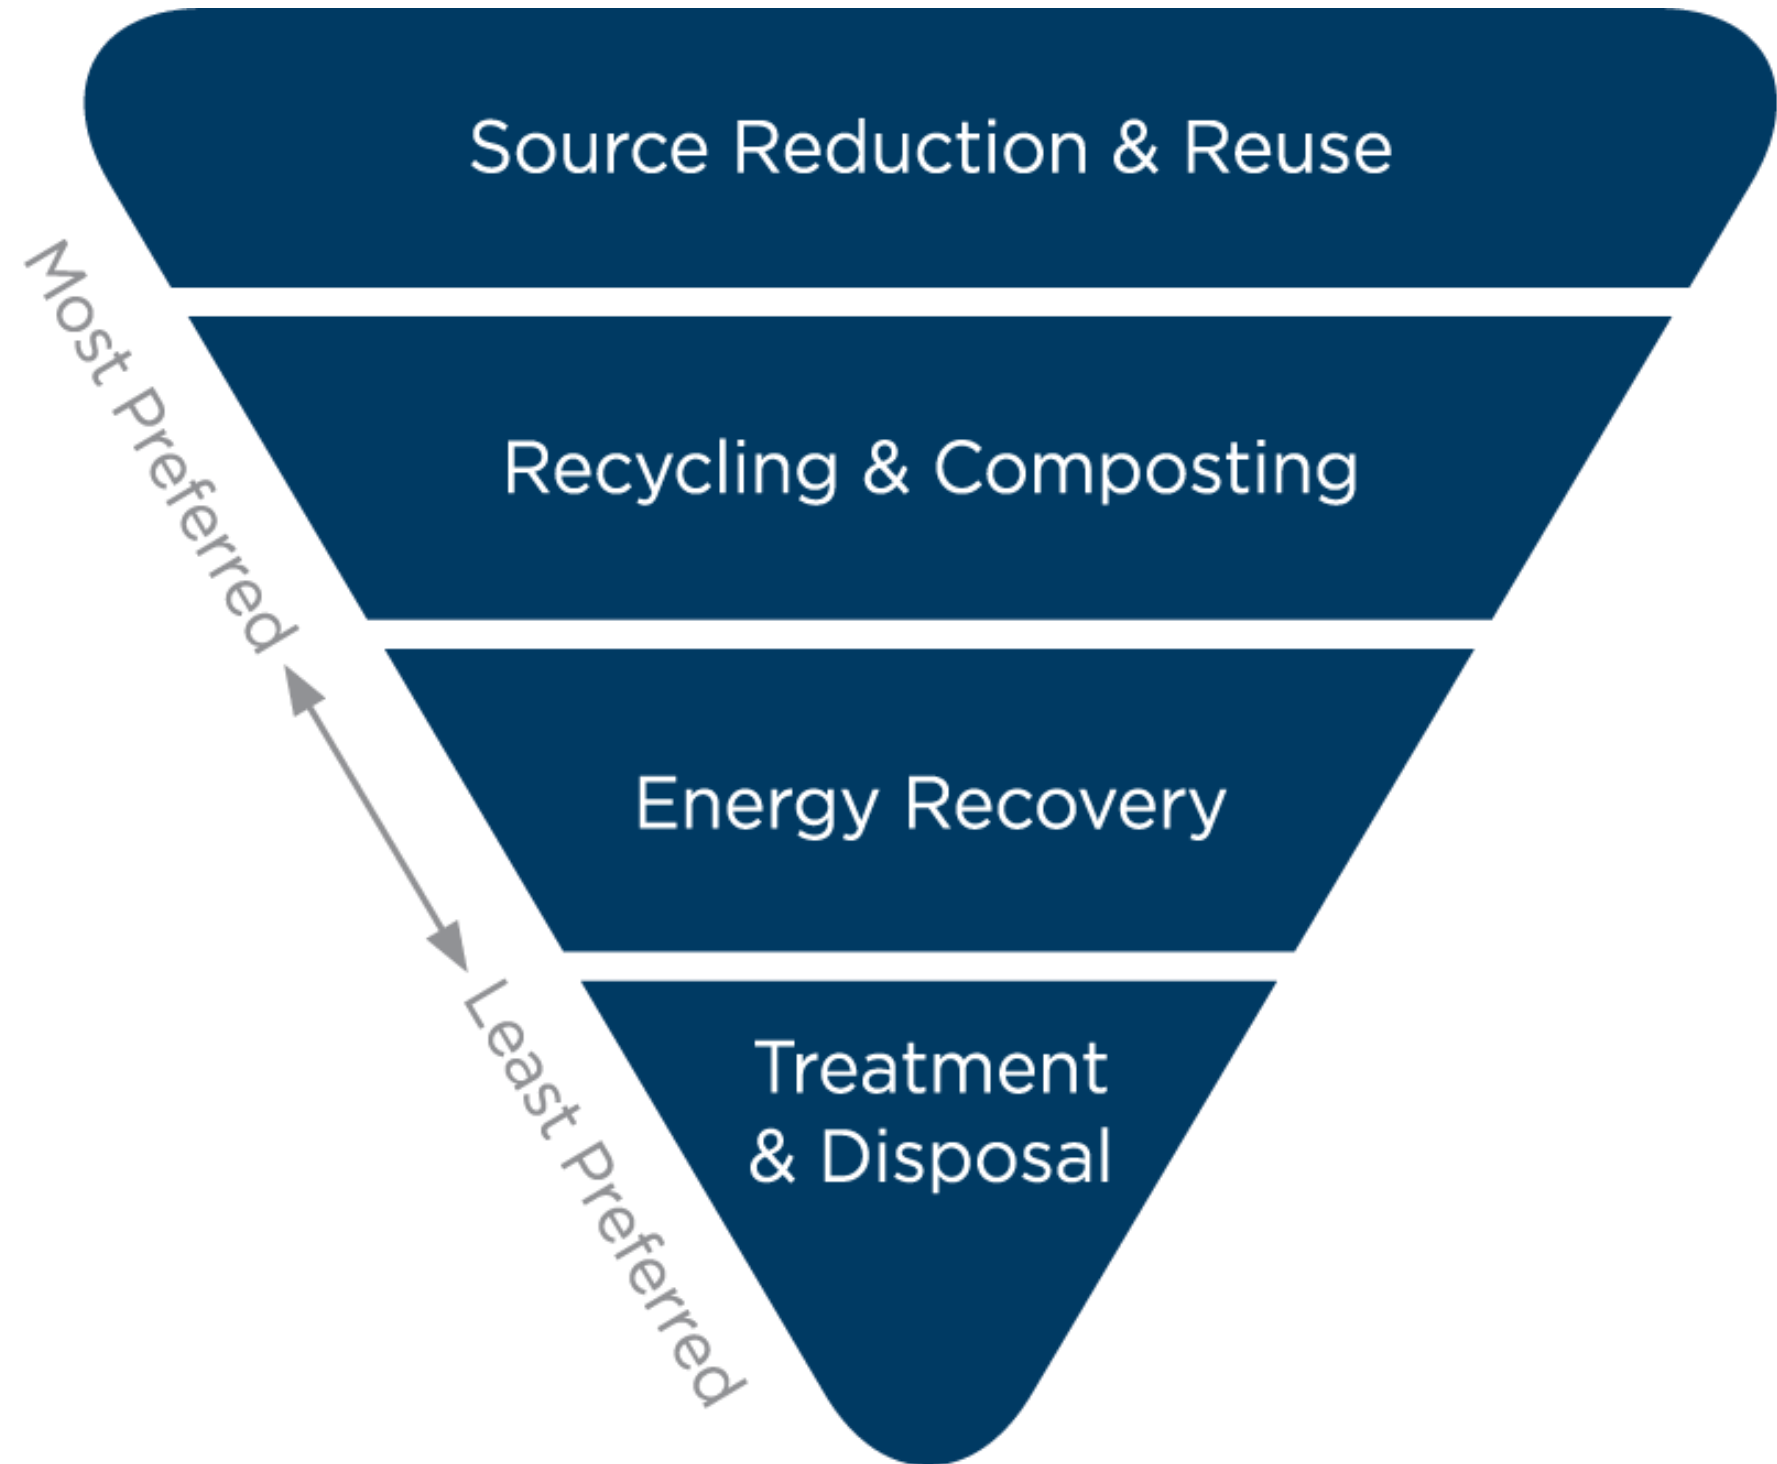 Source Reduction & Reuse
Most Preferred
Recycling & Composting
Energy Recovery
Least Preferred
Treatment
& Disposal